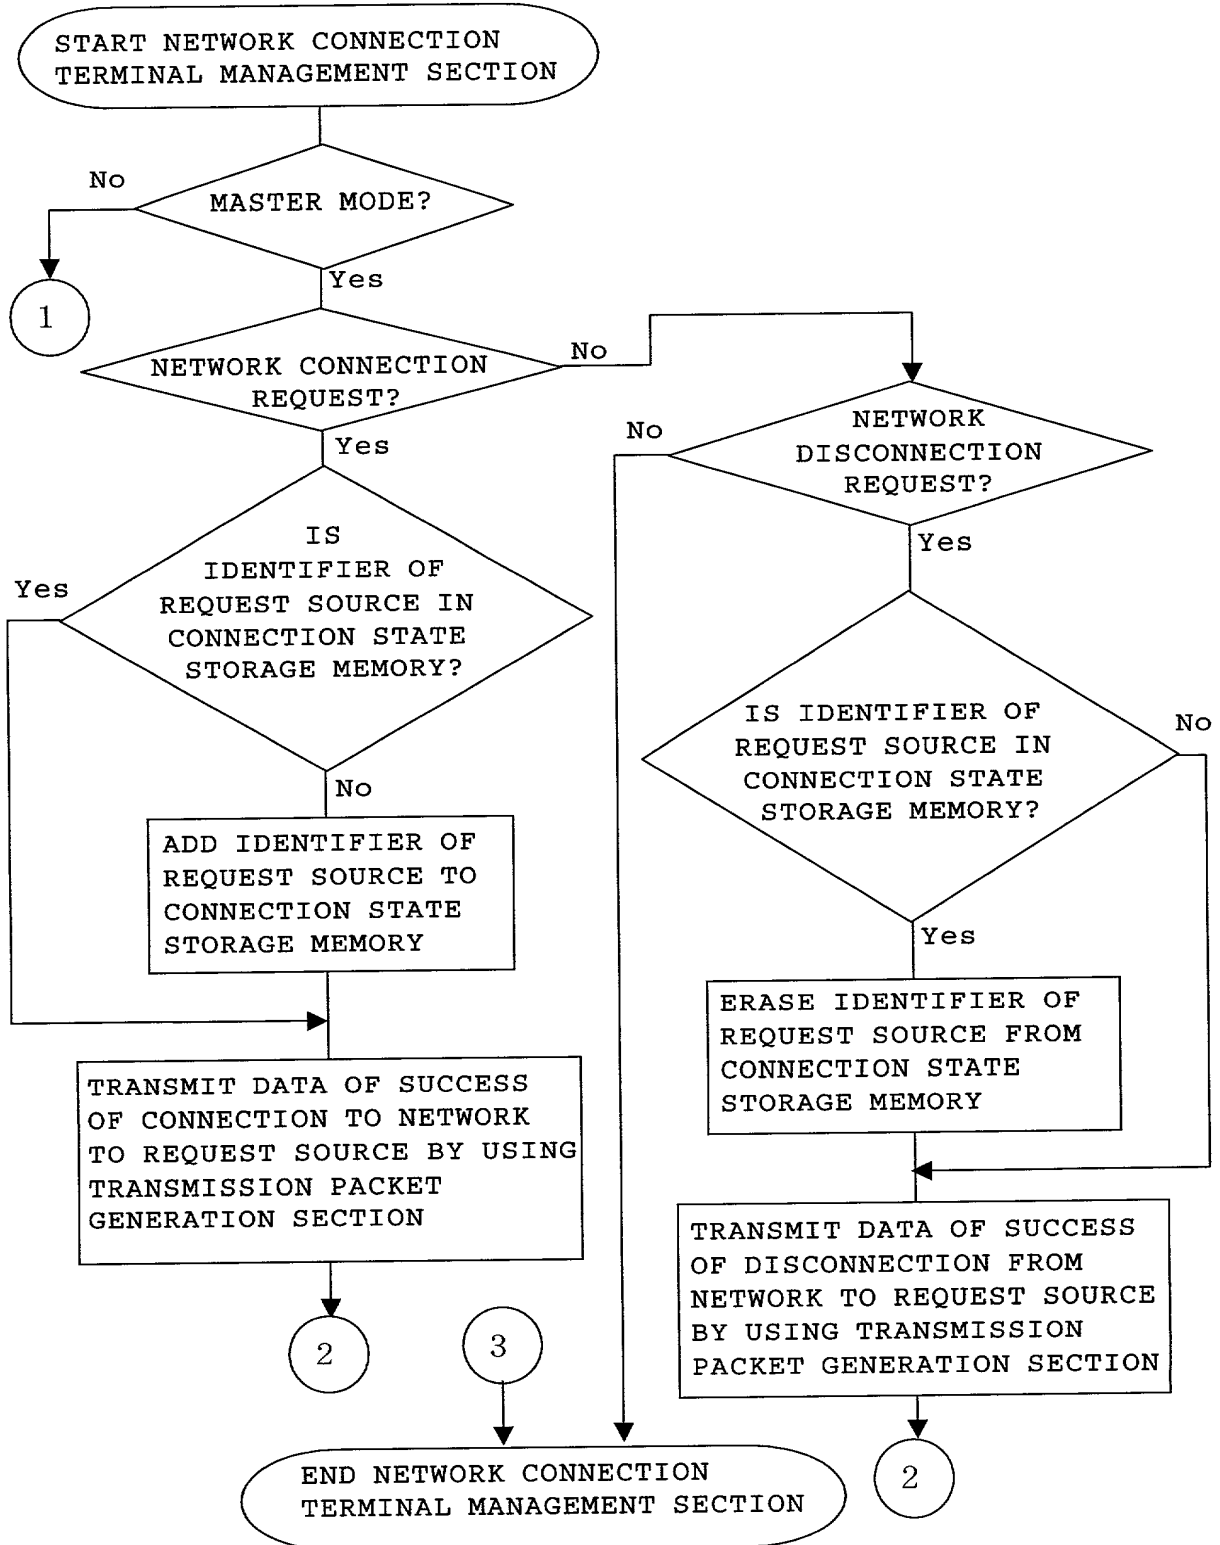 START NETWORK CONNECTION
TERMINAL MANAGEMENT SECTION
No
MASTER MODE?
Yes
1
NETWORK CONNECTION
REQUEST?
No
Yes
No
NETWORK
DISCONNECTION
REQUEST?
Yes
IS
IDENTIFIER OF
REQUEST SOURCE IN
CONNECTION STATE
STORAGE MEMORY?
Yes
No
IS IDENTIFIER OF
REQUEST SOURCE IN
CONNECTION STATE
STORAGE MEMORY?
No
Yes
ADD IDENTIFIER OF
REQUEST SOURCE TO
CONNECTION STATE
STORAGE MEMORY
ERASE IDENTIFIER OF
REQUEST SOURCE FROM
CONNECTION STATE
STORAGE MEMORY
TRANSMIT DATA OF SUCCESS
OF CONNECTION TO NETWORK
TO REQUEST SOURCE BY USING
TRANSMISSION PACKET
GENERATION SECTION
TRANSMIT DATA OF SUCCESS
OF DISCONNECTION FROM
NETWORK TO REQUEST SOURCE
BY USING TRANSMISSION
PACKET GENERATION SECTION
2
3
2
END NETWORK CONNECTION
TERMINAL MANAGEMENT SECTION